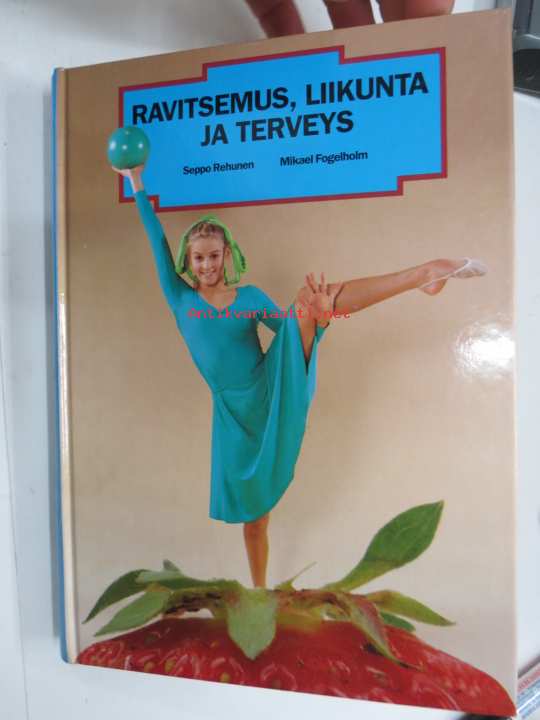 RAVITSEMUS, LIIKUNTA
JA TERVEYS
Seppo Rehunen Mikael Fogelholm
Antikvariaatti.net